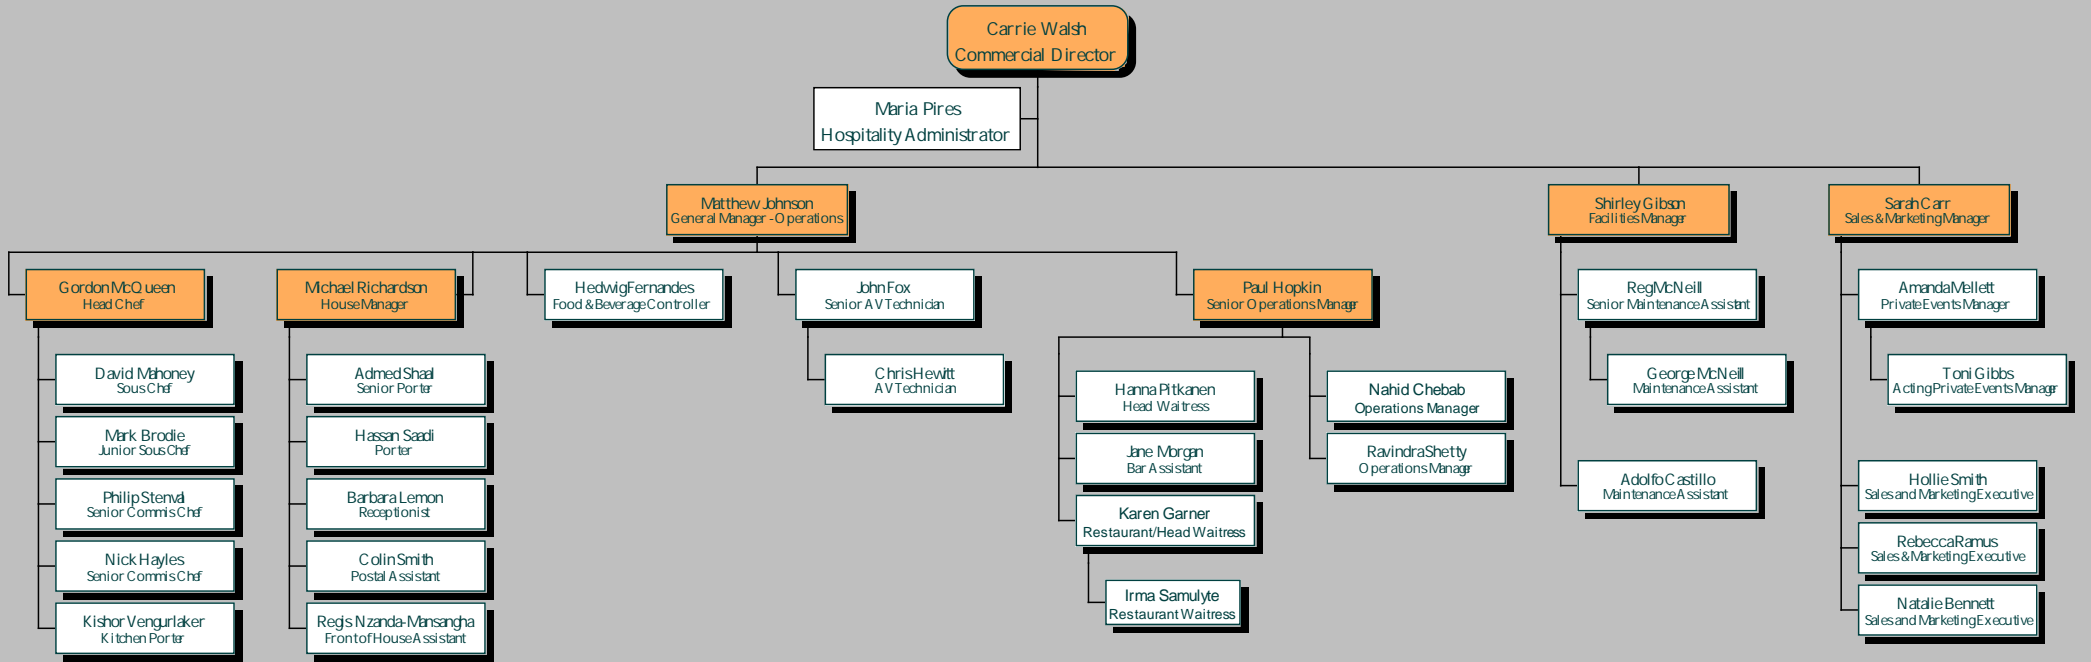 Carrie Walsh
Commercial Director
Maria Pires
Hospitality Administrator
Matthew Johnson
General Manager - Operations
Shirley Gibson
Facilities Manager
Sarah Carr
Sales & Marketing Manager
Gordon McQueen
Head Chef
Michael Richardson
House Manager
Hedwig Fernandes
Food & Beverage Controller
John Fox
Senior AV Technician
Paul Hopkin
Senior Operations Manager
Reg McNeill
Senior Maintenance Assistant
Amanda Mellett
Private Events Manager
David Mahoney
Sous Chef
Admed Shaal
Senior Porter
Chris Hewitt
AV Technician
Hanna Pitkanen
Head Waitress
Nahid Chebab
Operations Manager
George McNeill
Maintenance Assistant
Toni Gibbs
Acting Private Events Manager
Mark Brodie
Junior Sous Chef
Hassan Saadi
Porter
Jane Morgan
Bar Assistant
Ravindra Shetty
Operations Manager
Adolfo Castillo
Maintenance Assistant
Hollie Smith
Sales and Marketing Executive
Philip Stenval
Senior Commis Chef
Barbara Lemon
Receptionist
Karen Garner
Restaurant/Head Waitress
Rebecca Ramus
Sales & Marketing Executive
Nick Hayles
Senior Commis Chef
Colin Smith
Postal Assistant
Irma Samulyte
Restaurant Waitress
Natalie Bennett
Sales and Marketing Executive
Kishor Vengurlaker
Kitchen Porter
Regis Nzanda-Mansangha
Front of House Assistant